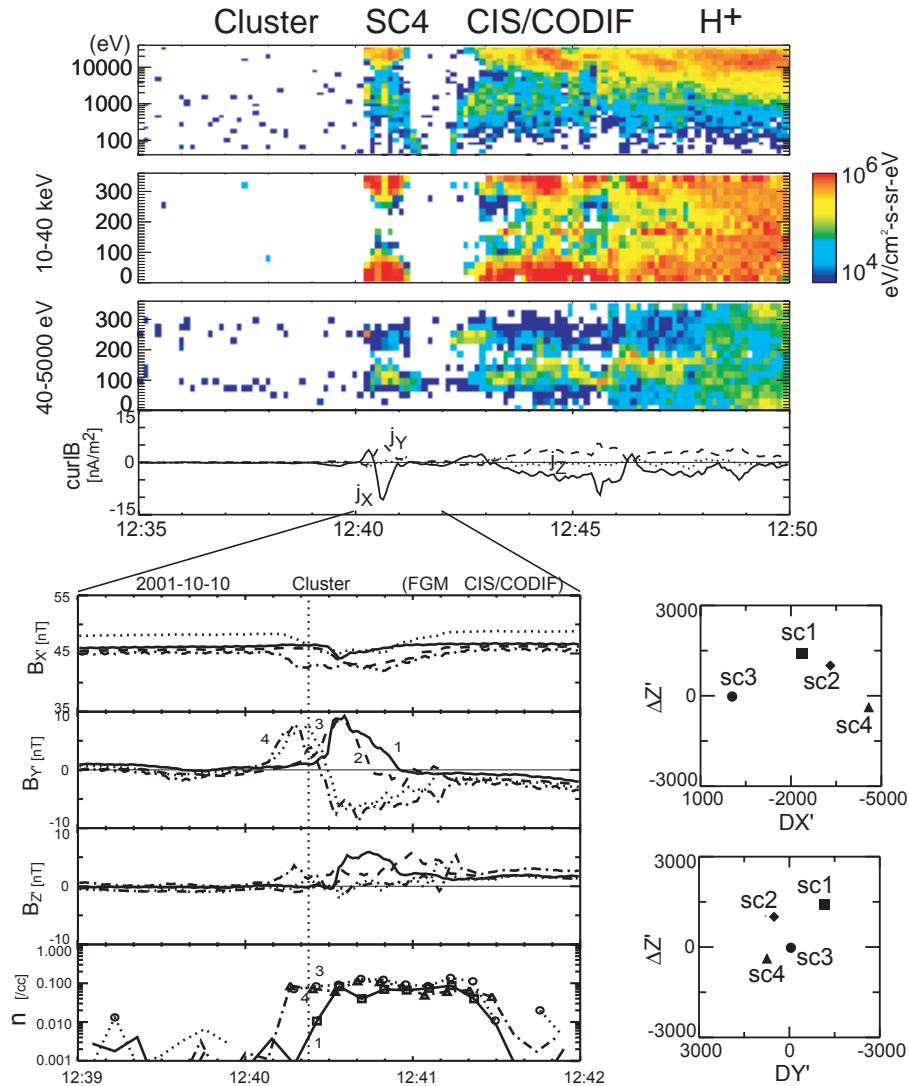 Cluster SC4 CIS/CODIF H+
(eV)
10000
1000
100
10-40 keV
300
200
100
0
40-5000 eV
300
200
100
0
10^6
10^4
eV/cm²-s-sr-eV
curlB
[nA/m²]
15
0
-15
jY
jZ
jX
12:35 12:40 12:45 12:50
2001-10-10 Cluster (FGM CIS/CODIF)
BX' [nT]
55
45
35
BY' [nT]
10
0
-10
4
3
2
1
BZ' [nT]
10
0
-10
n [/cc]
1.000
0.100
0.010
0.001
3
4
1
12:39 12:40 12:41 12:42
ΔZ'
3000
0
-3000
sc1
sc2
sc3
sc4
1000 -2000 -5000
DX'
ΔZ'
3000
0
-3000
sc1
sc2
sc3
sc4
3000 0 -3000
DY'